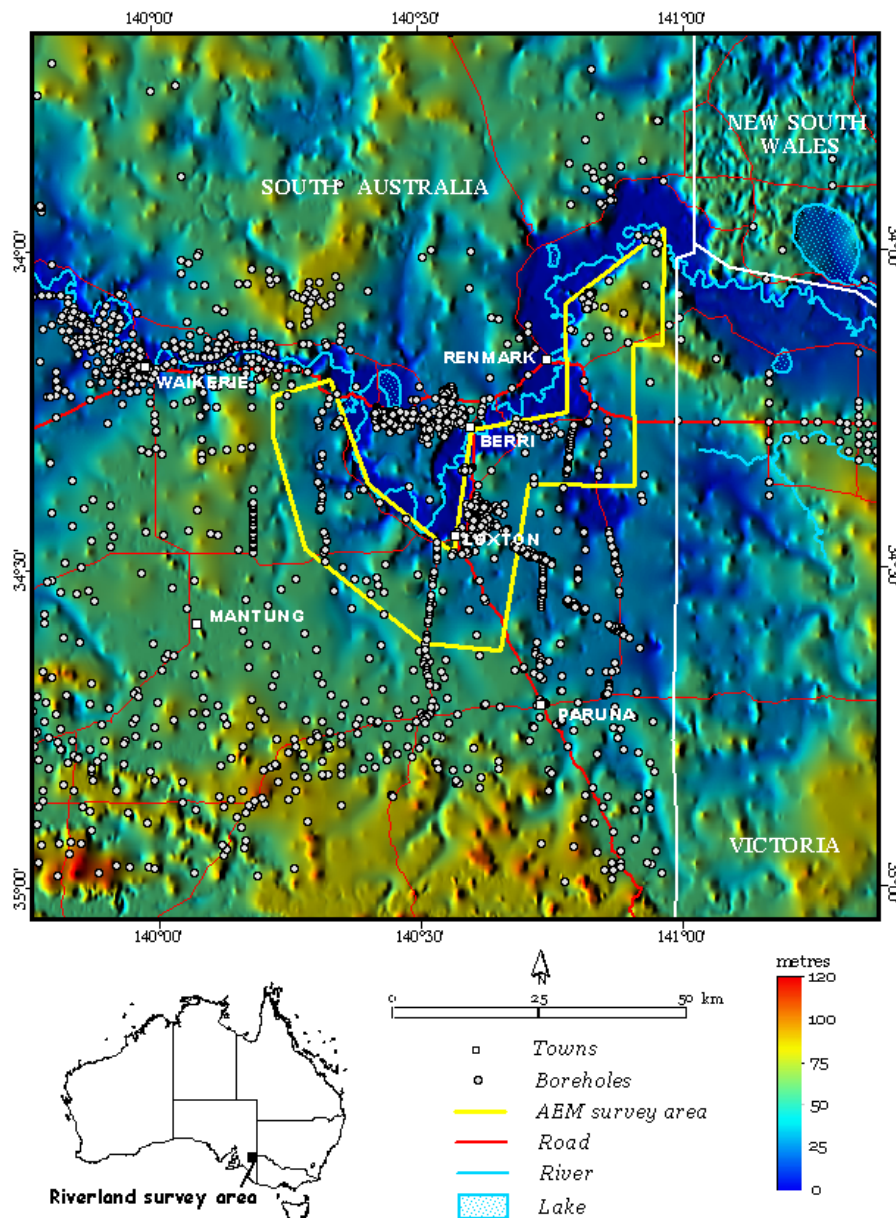 140°00' 140°30' 141°00'
NEW SOUTH
WALES
SOUTH AUSTRALIA
34°00' 34°00'
RENMARK
WAIKERIE
BERRI
LOXTON
34°30' 34°30'
MANTUNG
PARUNA
VICTORIA
35°00' 35°00'
140°00' 140°30' 141°00'
N
metres
0 25 50 km
120
100
75
50
25
0
Towns
Boreholes
AEM survey area
Road
River
Lake
Riverland survey area